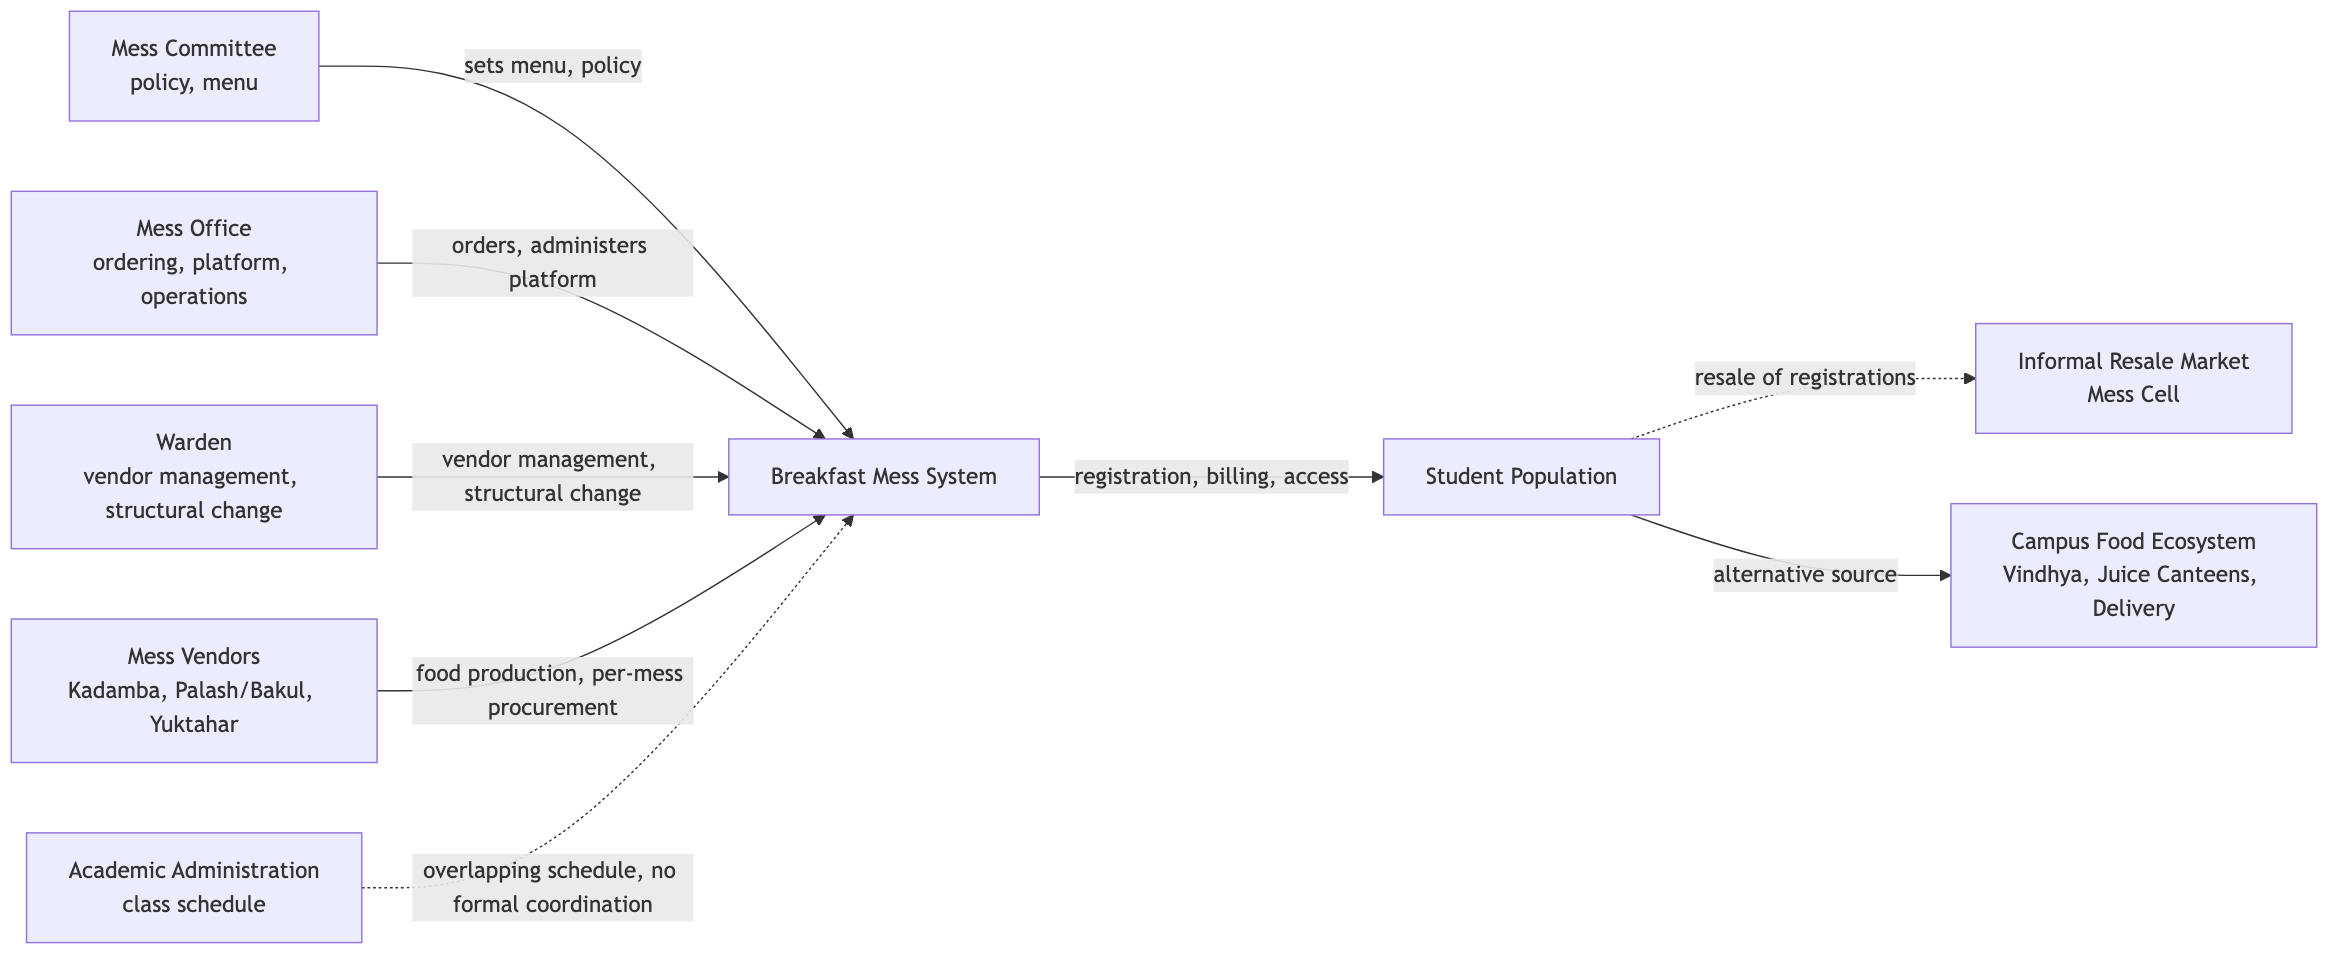 Mess Committee
policy, menu
sets menu, policy
Mess Office
ordering, platform,
operations
orders, administers
platform
Warden
vendor management,
structural change
vendor management,
structural change
Mess Vendors
Kadamba, Palash/Bakul,
Yuktahar
food production, per-mess
procurement
Academic Administration
class schedule
overlapping schedule, no
formal coordination
Breakfast Mess System
registration, billing, access
Student Population
resale of registrations
Informal Resale Market
Mess Cell
alternative source
Campus Food Ecosystem
Vindhya, Juice Canteens,
Delivery